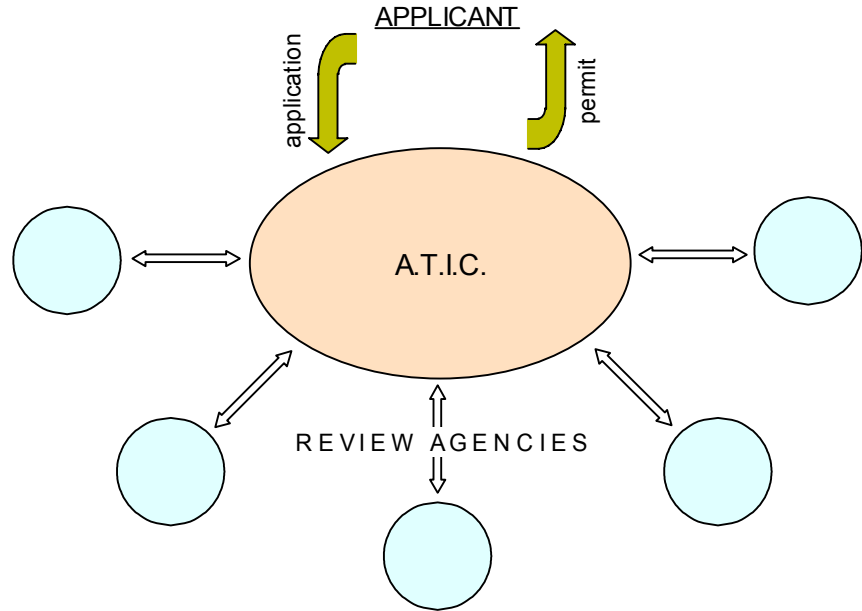 APPLICANT
application
permit
A.T.I.C.
REVIEW AGENCIES